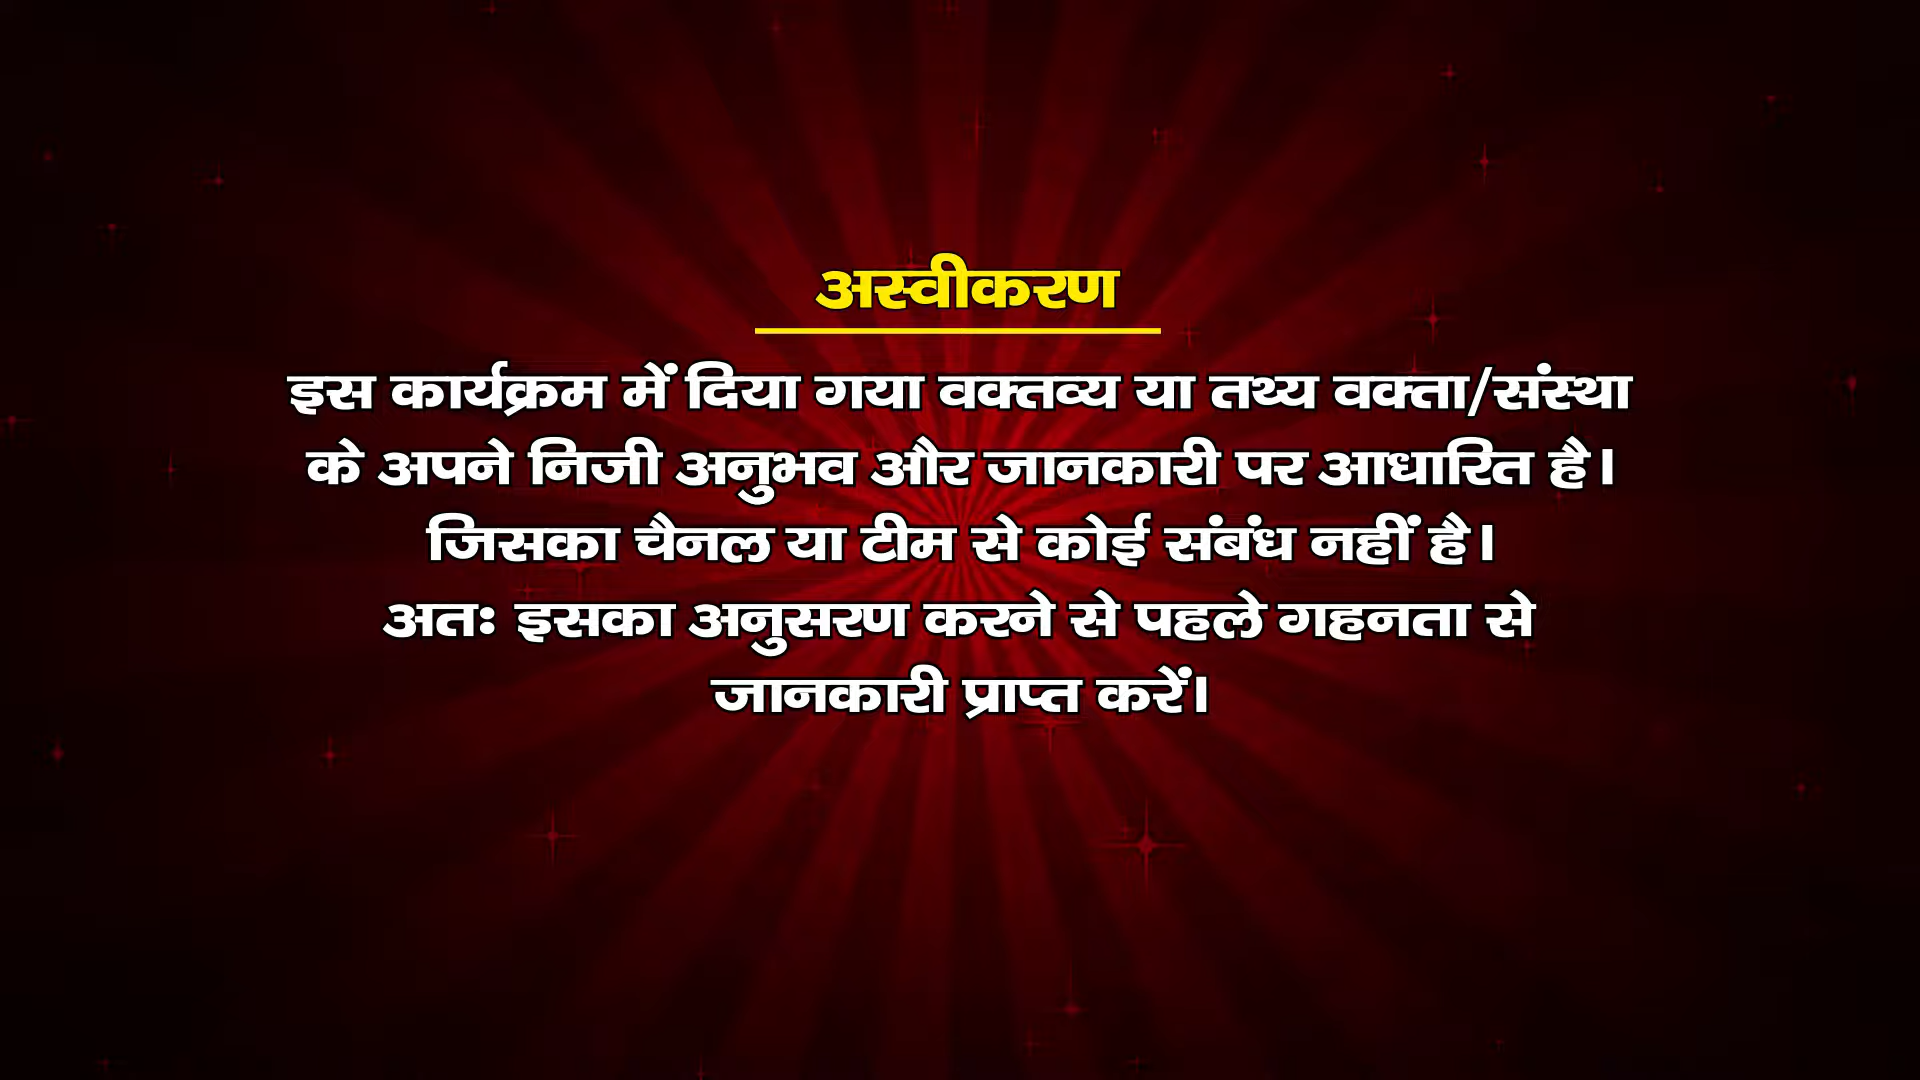 अस्वीकरण
इस कार्यक्रम में दिया गया वक्तव्य या तथ्य वक्ता/संस्था
के अपने निजी अनुभव और जानकारी पर आधारित है।
जिसका चैनल या टीम से कोई संबंध नहीं है।
अतः इसका अनुसरण करने से पहले गहनता से
जानकारी प्राप्त करें।